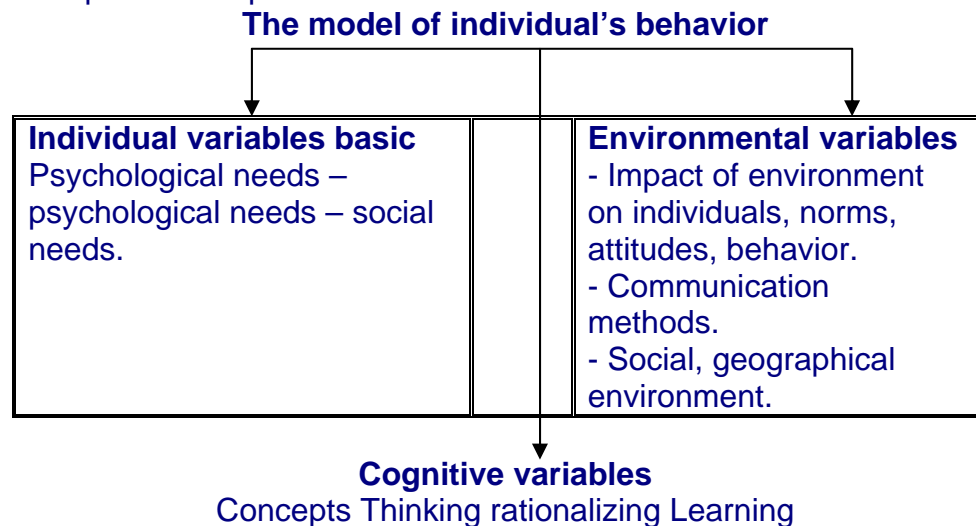 The model of individual's behavior
Individual variables basic
Psychological needs –
psychological needs – social
needs.
Environmental variables
- Impact of environment
on individuals, norms,
attitudes, behavior.
- Communication
methods.
- Social, geographical
environment.
Cognitive variables
Concepts Thinking rationalizing Learning